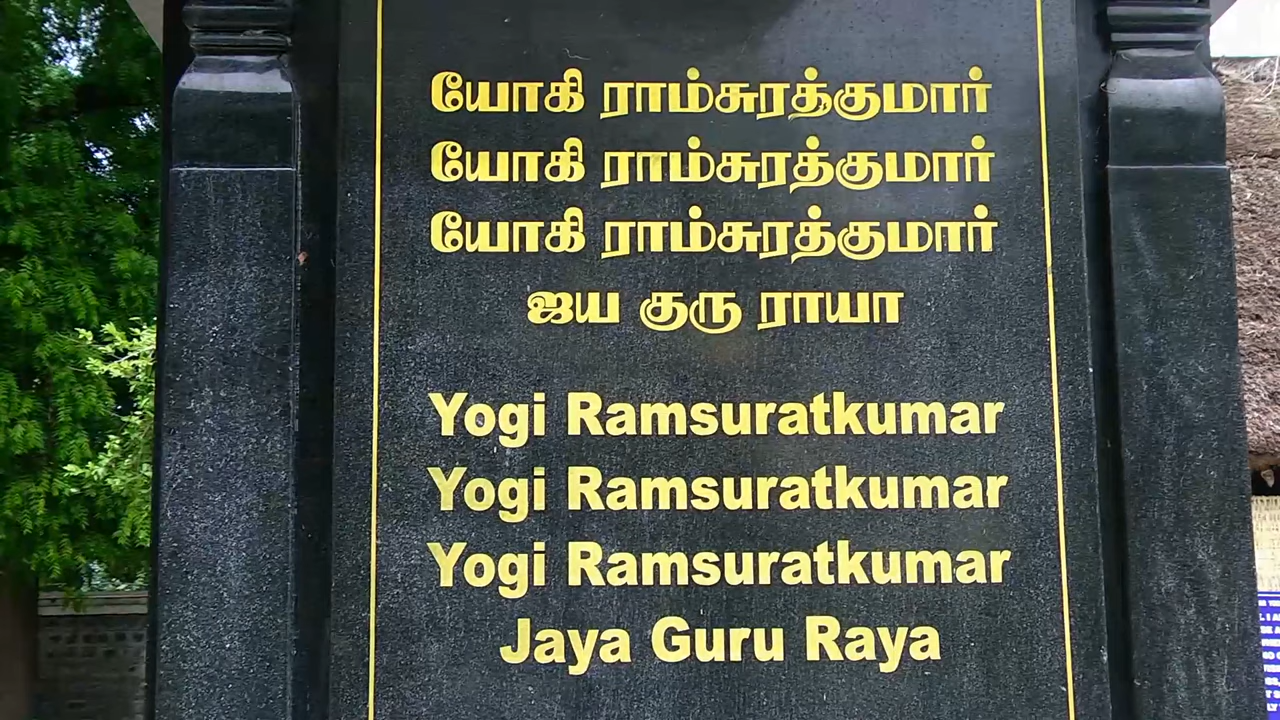 யோகி ராம்சுரத்குமார்
யோகி ராம்சுரத்குமார்
யோகி ராம்சுரத்குமார்
ஜய குரு ராயா
Yogi Ramsuratkumar
Yogi Ramsuratkumar
Yogi Ramsuratkumar
Jaya Guru Raya